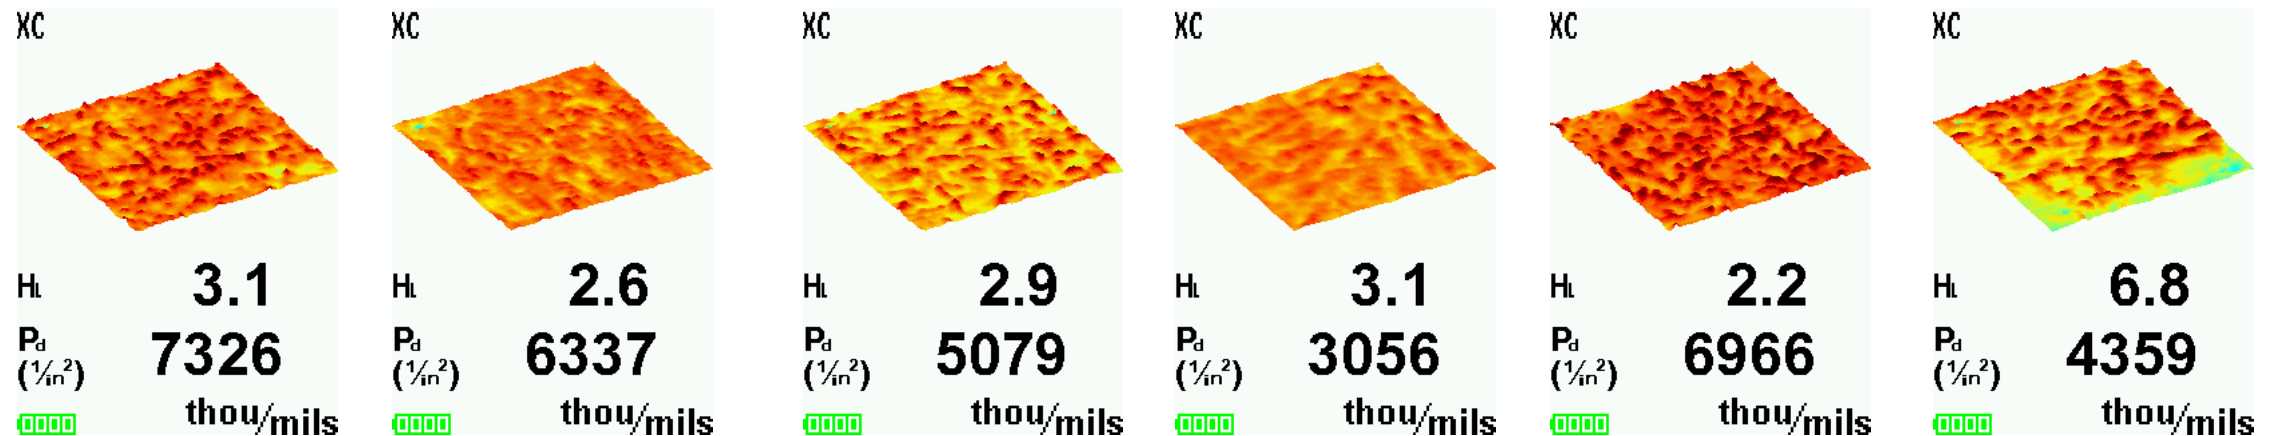 XC XC XC XC XC XC
HL 3.1 HL 2.6 HL 2.9 HL 3.1 HL 2.2 HL 6.8
Pd 7326 Pd 6337 Pd 5079 Pd 3056 Pd 6966 Pd 4359
(1/in²) (1/in²) (1/in²) (1/in²) (1/in²) (1/in²)
thou/mils thou/mils thou/mils thou/mils thou/mils thou/mils